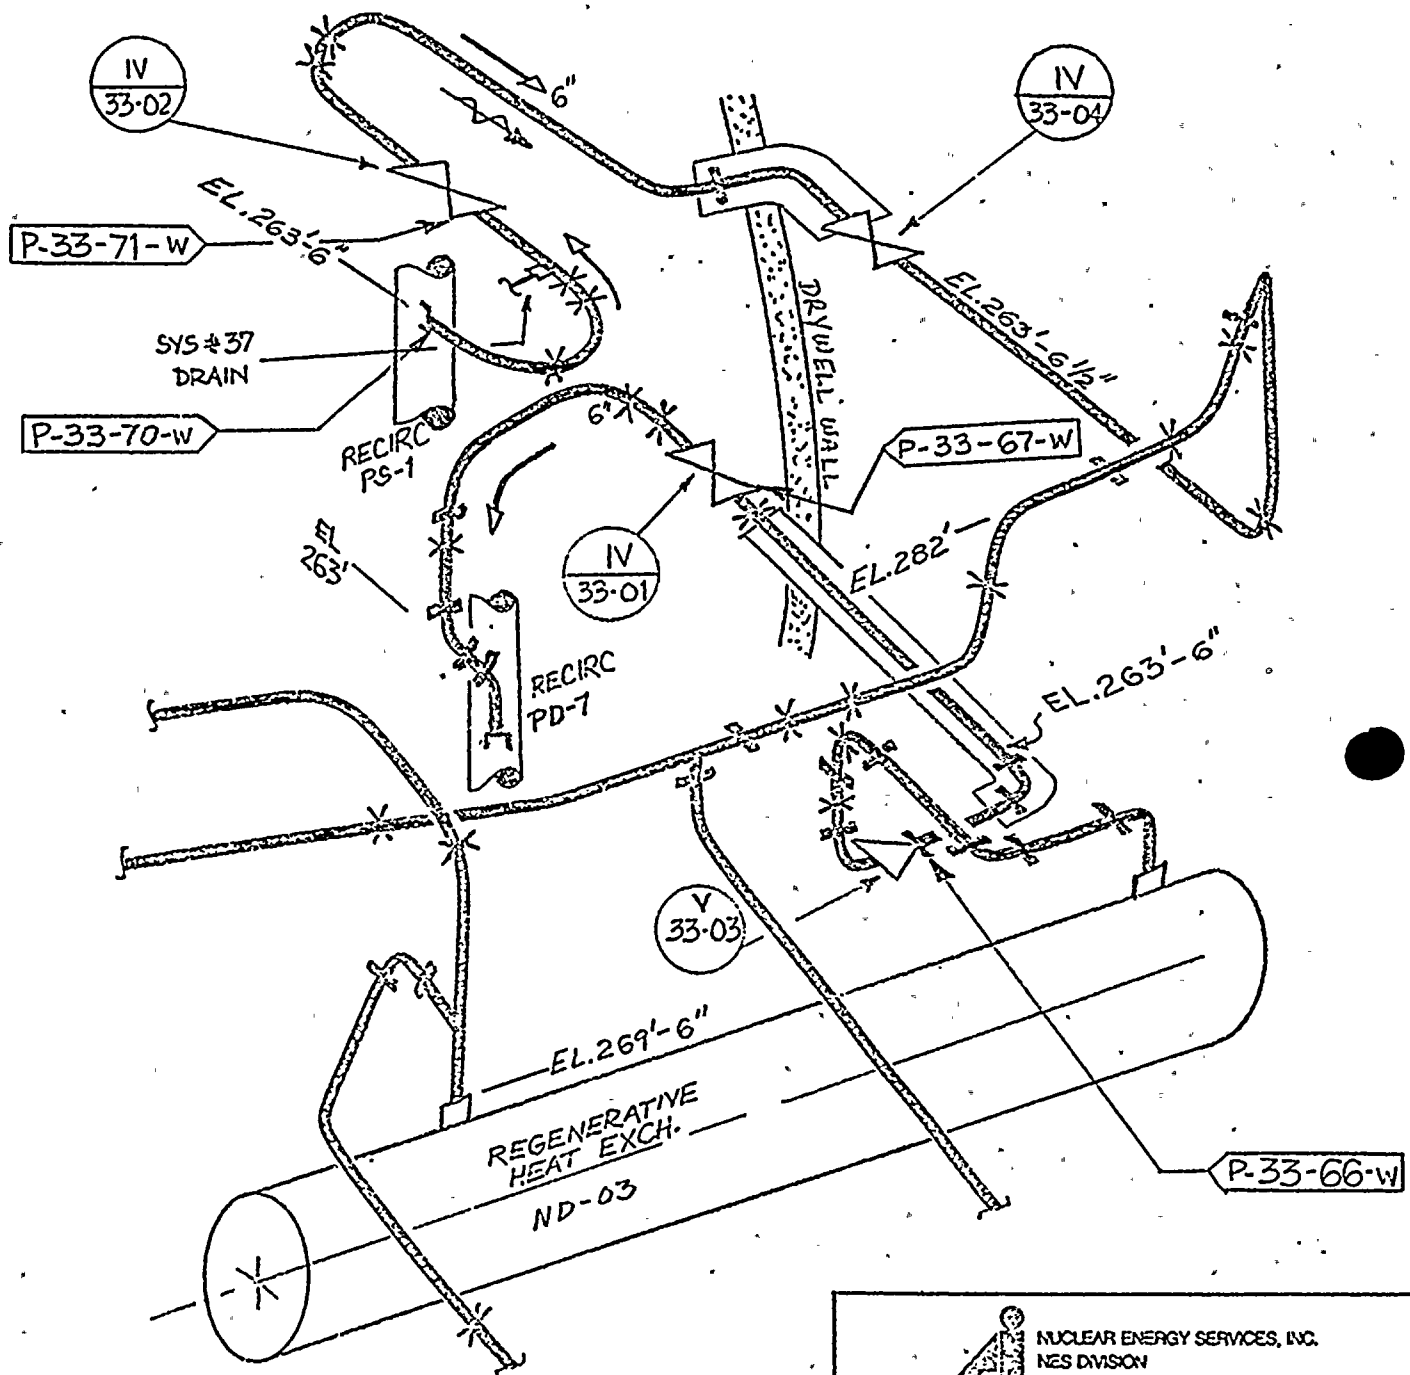 IV
33-02
6"
IV
33-04
EL. 263'-6"
P-33-71-W
SYS #37
DRAIN
P-33-70-W
RECIRC
PS-1
DRYWELL WALL
EL. 263'-6 1/2"
6"
P-33-67-W
EL
263'
IV
33-01
EL. 282'
RECIRC
PD-7
EL. 263'-6"
V
33-03
EL. 269'-6"
REGENERATIVE
HEAT EXCH.
ND-03
P-33-66-W
NUCLEAR ENERGY SERVICES, INC.
NES DIVISION